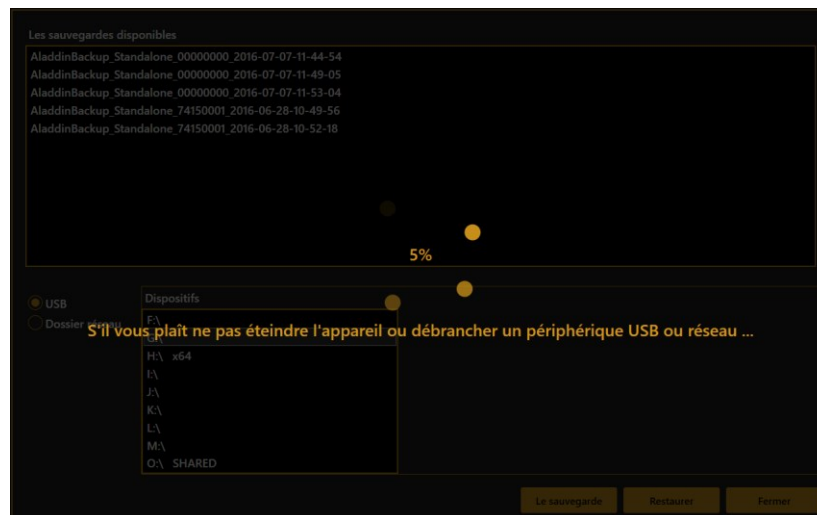 Les sauvegardes disponibles
AladdinBackup_Standalone_00000000_2016-07-07-11-44-54
AladdinBackup_Standalone_00000000_2016-07-07-11-49-05
AladdinBackup_Standalone_00000000_2016-07-07-11-53-04
AladdinBackup_Standalone_74150001_2016-06-28-10-49-56
AladdinBackup_Standalone_74150001_2016-06-28-10-52-18
5%
USB
Dossier réseau
Dispositifs
F:\
S'il vous plaît ne pas éteindre l'appareil ou débrancher un périphérique USB ou réseau ...
G:\
H:\ x64
I:\
J:\
K:\
L:\
M:\
O:\ SHARED
Le sauvegarde
Restaurer
Fermer